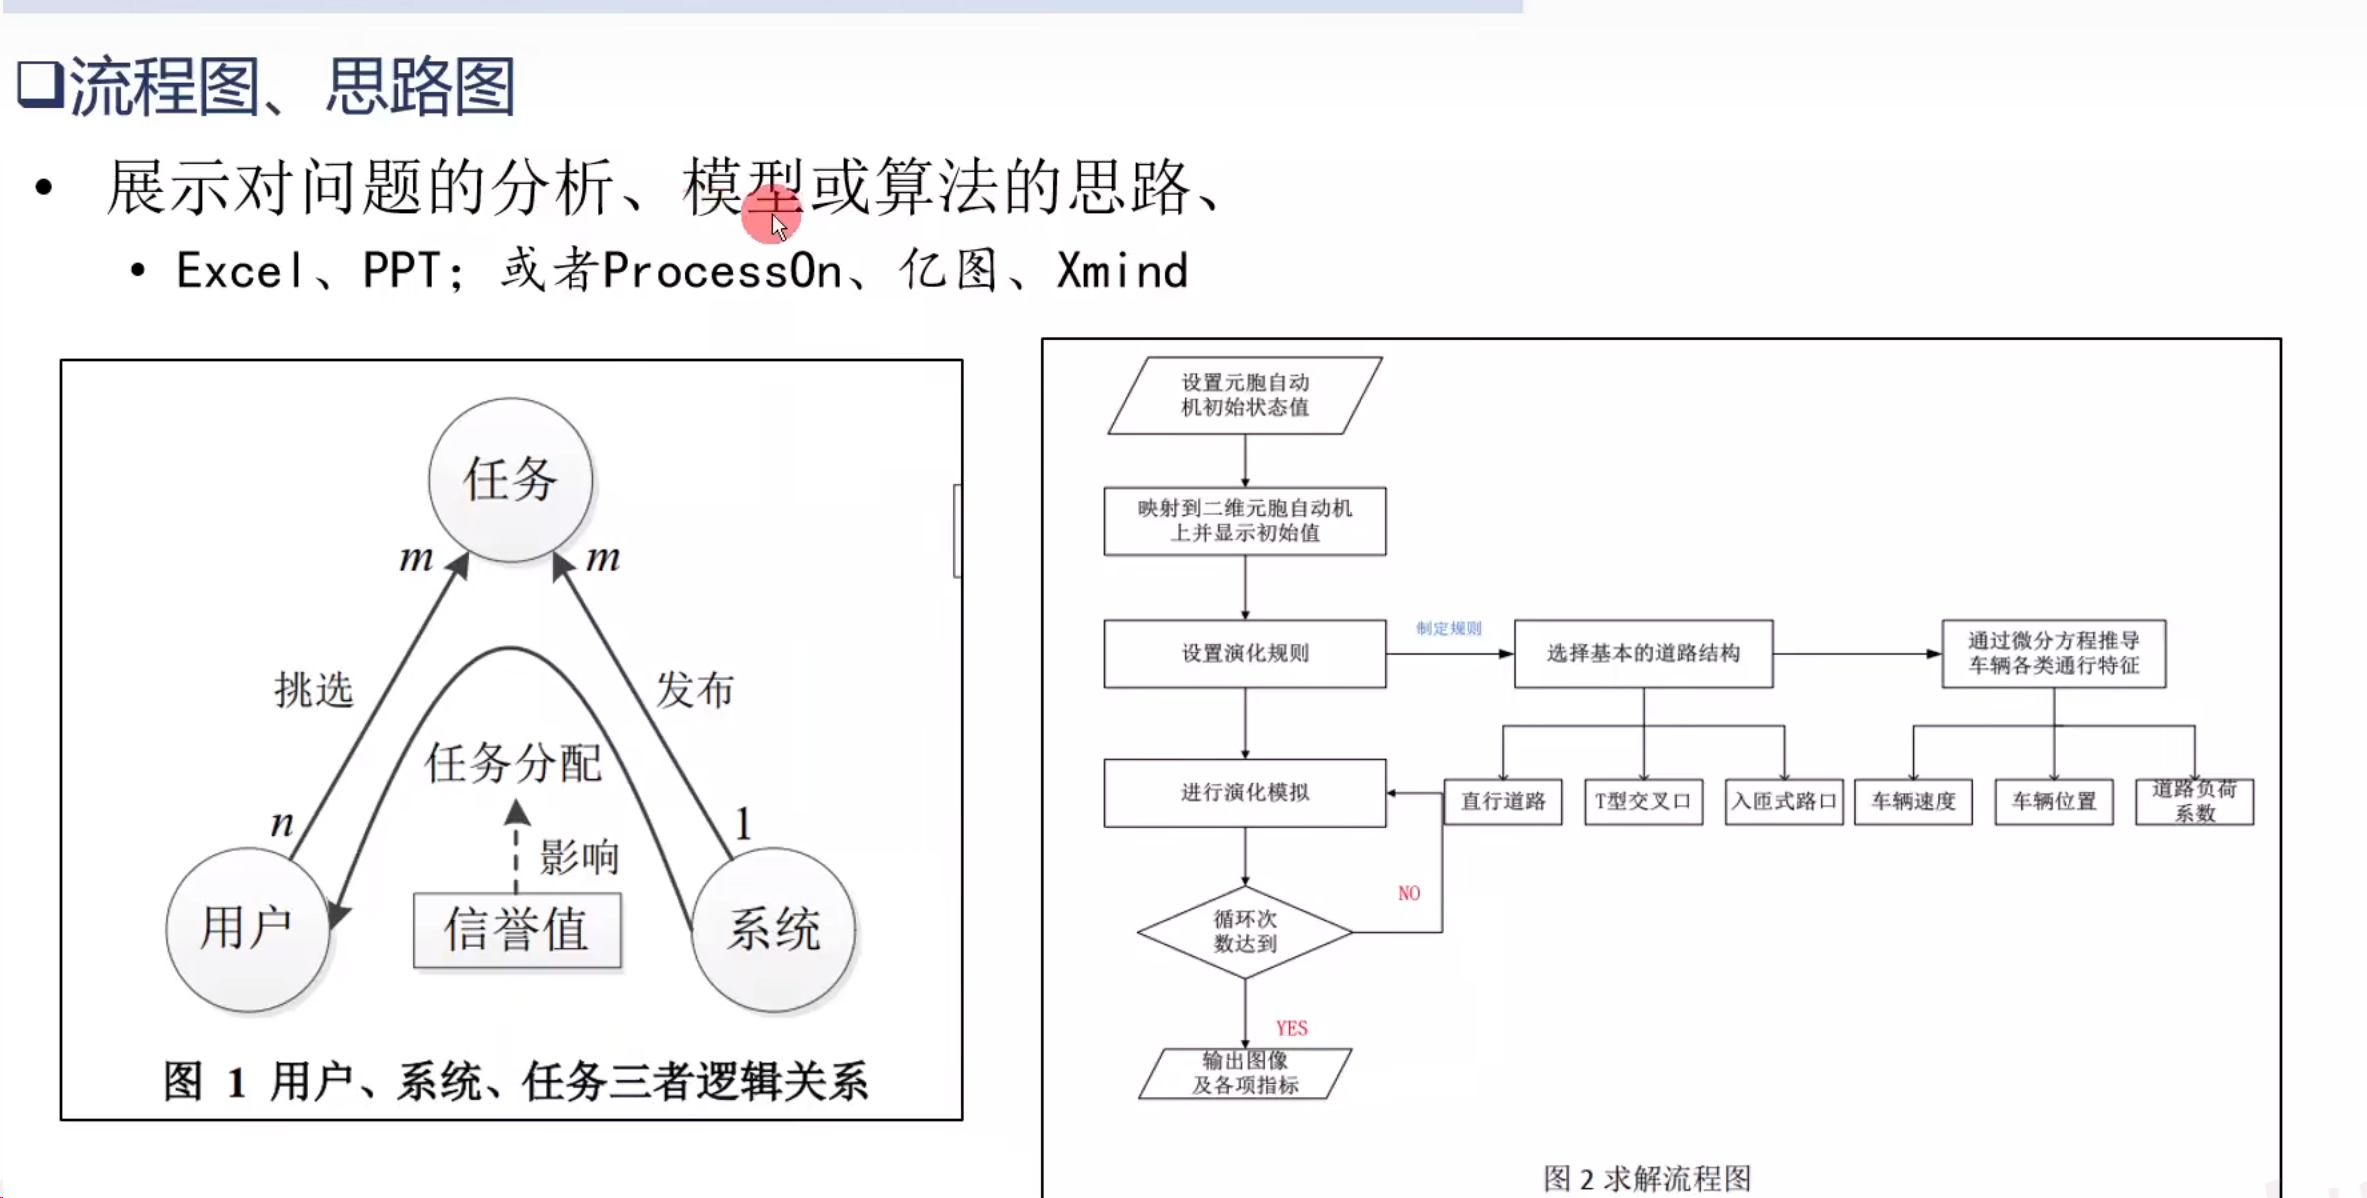 流程图、思路图
• 展示对问题的分析、模型或算法的思路、
• Excel、PPT；或者ProcessOn、亿图、Xmind
任务
m
m
挑选
发布
任务分配
n
1
影响
用户
信誉值
系统
图 1 用户、系统、任务三者逻辑关系
设置元胞自动
机初始状态值
映射到二维元胞自动机
上并显示初始值
设置演化规则
制定规则
选择基本的道路结构
通过微分方程推导
车辆各类通行特征
进行演化模拟
直行道路
T型交叉口
入匝式路口
车辆速度
车辆位置
道路负荷
系数
NO
循环次
数达到
YES
输出图像
及各项指标
图 2 求解流程图